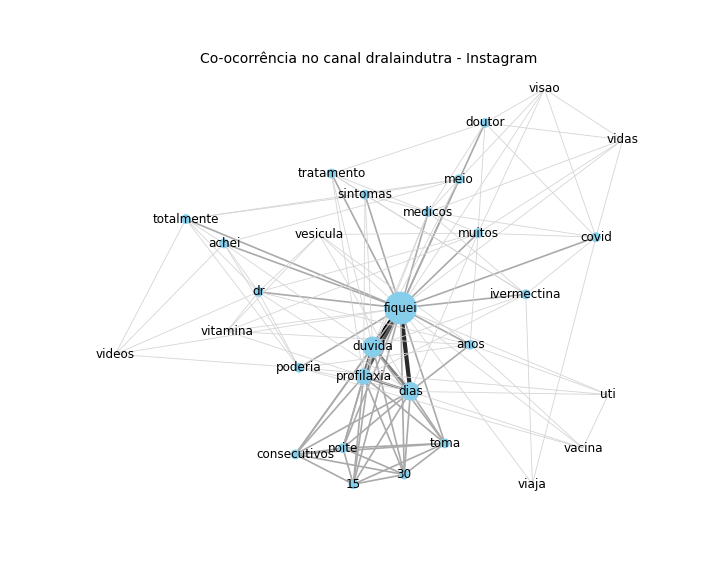 Co-ocorrência no canal dralaindutra - Instagram
visao
doutor
vidas
tratamento
meio
sintomas
medicos
totalmente
vesicula
muitos
covid
achei
dr
ivermectina
fiquei
vitamina
duvida
anos
videos
poderia
profilaxia
dias
uti
toma
noite
vacina
consecutivos
30
15
viaja